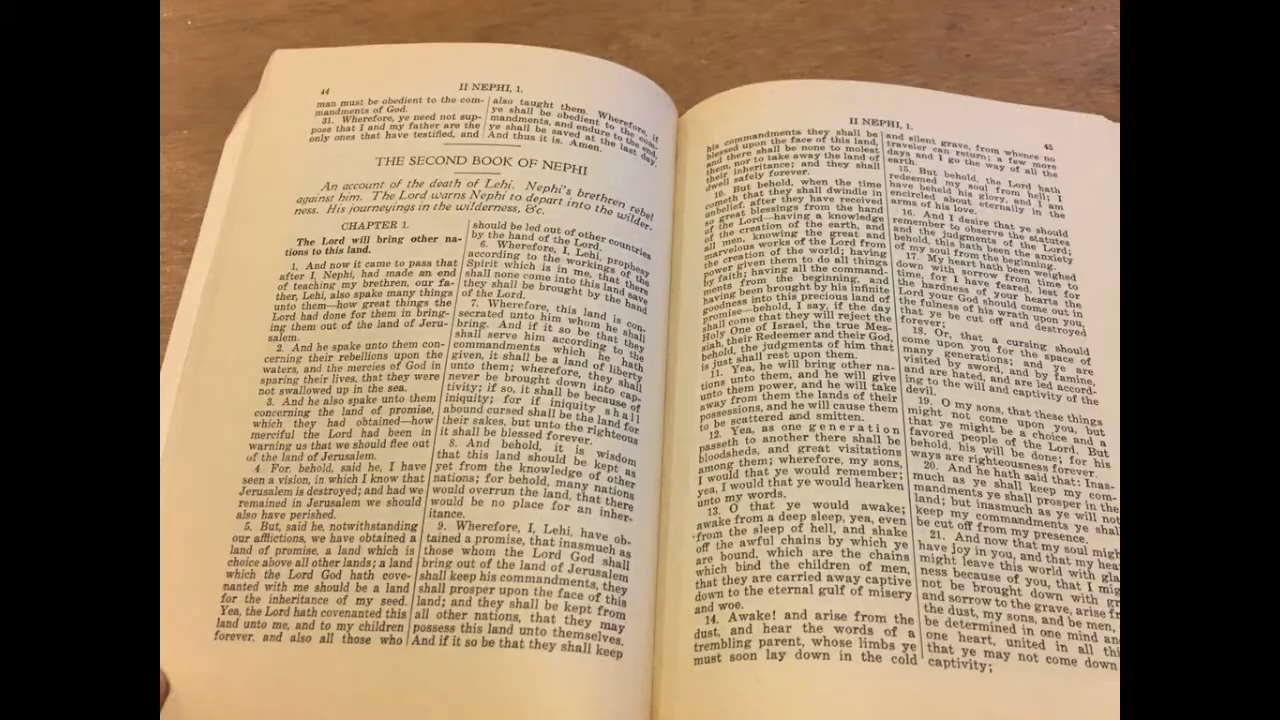 44
II NEPHI, 1.
man must be obedient to the com-
mandments of God.
31. Wherefore, ye need not sup-
pose that I and my father are the
only ones that have testified, and
also taught them. Wherefore, if
ye shall be obedient to the com-
mandments, and endure to the end,
ye shall be saved at the last day.
And thus it is. Amen.
THE SECOND BOOK OF NEPHI
An account of the death of Lehi. Nephi's brethren rebel
against him. The Lord warns Nephi to depart into the wilder-
ness. His journeyings in the wilderness, &c.
CHAPTER 1.
The Lord will bring other na-
tions to this land.
1. And now it came to pass that
after I, Nephi, had made an end
of teaching my brethren, our fa-
ther, Lehi, also spake many things
unto them—how great things the
Lord had done for them in bring-
ing them out of the land of Jeru-
salem.
2. And he spake unto them con-
cerning their rebellions upon the
waters, and the mercies of God in
sparing their lives, that they were
not swallowed up in the sea.
3. And he also spake unto them
concerning the land of promise,
which they had obtained—how
merciful the Lord had been in
warning us that we should flee out
of the land of Jerusalem.
4 For, behold, said he, I have
seen a vision, in which I know that
Jerusalem is destroyed; and had we
remained in Jerusalem we should
also have perished.
5. But, said he, notwithstanding
our afflictions, we have obtained a
land of promise, a land which is
choice above all other lands; a land
which the Lord God hath cove-
nanted with me should be a land
for the inheritance of my seed.
Yea, the Lord hath covenanted this
land unto me, and to my children
forever, and also all those who
should be led out of other countries
by the hand of the Lord.
6. Wherefore, I, Lehi, prophesy
according to the workings of the
Spirit which is in me, that there
shall none come into this land save
they shall be brought by the hand
of the Lord.
7. Wherefore, this land is con-
secrated unto him whom he shall
bring. And if it so be that they
shall serve him according to the
commandments which he hath
given, it shall be a land of liberty
unto them; wherefore, they shall
never be brought down into cap-
tivity; if so, it shall be because of
iniquity; for if iniquity shall
abound cursed shall be the land for
their sakes, but unto the righteous
it shall be blessed forever.
8. And behold, it is wisdom
that this land should be kept as
yet from the knowledge of other
nations; for behold, many nations
would overrun the land, that there
would be no place for an inher-
itance.
9. Wherefore, I, Lehi, have ob-
tained a promise, that inasmuch as
those whom the Lord God shall
bring out of the land of Jerusalem
shall keep his commandments, they
shall prosper upon the face of this
land; and they shall be kept from
all other nations, that they may
possess this land unto themselves.
And if it so be that they shall keep
II NEPHI, 1.
45
his commandments they shall be
blessed upon the face of this land,
and there shall be none to molest
them, nor to take away the land of
their inheritance; and they shall
dwell safely forever.
10. But behold, when the time
cometh that they shall dwindle in
unbelief, after they have received
so great blessings from the hand
of the Lord—having a knowledge
of the creation of the earth, and
all men, knowing the great and
marvelous works of the Lord from
the creation of the world; having
power given them to do all things
by faith; having all the command-
ments from the beginning, and
having been brought by his infinite
goodness into this precious land of
promise—behold, I say, if the day
shall come that they will reject the
Holy One of Israel, the true Mes-
siah, their Redeemer and their God,
behold, the judgments of him that
is just shall rest upon them.
11. Yea, he will bring other na-
tions unto them, and he will give
unto them power, and he will take
away from them the lands of their
possessions, and he will cause them
to be scattered and smitten.
12. Yea, as one generation
passeth to another there shall be
bloodsheds, and great visitations
among them; wherefore, my sons,
I would that ye would remember;
yea, I would that ye would hearken
unto my words.
13. O that ye would awake;
awake from a deep sleep, yea, even
from the sleep of hell, and shake
off the awful chains by which ye
are bound, which are the chains
which bind the children of men,
that they are carried away captive
down to the eternal gulf of misery
and woe.
14. Awake! and arise from the
dust, and hear the words of a
trembling parent, whose limbs ye
must soon lay down in the cold
and silent grave, from whence no
traveler can return; a few more
days and I go the way of all the
earth.
15. But behold, the Lord hath
redeemed my soul from hell; I
have beheld his glory, and I am
encircled about eternally in the
arms of his love.
16. And I desire that ye should
remember to observe the statutes
and the judgments of the Lord;
behold, this hath been the anxiety
of my soul from the beginning.
17. My heart hath been weighed
down with sorrow from time to
time, for I have feared, lest for
the hardness of your hearts the
Lord your God should come out in
the fulness of his wrath upon you,
that ye be cut off and destroyed
forever;
18. Or, that a cursing should
come upon you for the space of
many generations; and ye are
visited by sword, and by famine,
and are hated, and are led accord-
ing to the will and captivity of the
devil.
19. O my sons, that these things
might not come upon you, but
that ye might be a choice and a
favored people of the Lord. But
behold, his will be done; for his
ways are righteousness forever.
20. And he hath said that: Inas-
much as ye shall keep my com-
mandments ye shall prosper in the
land; but inasmuch as ye will not
keep my commandments ye shal
be cut off from my presence.
21. And now that my soul migh
have joy in you, and that my hea
might leave this world with gla
ness because of you, that I mig
not be brought down with gr
and sorrow to the grave, arise fr
the dust, my sons, and be men,
be determined in one mind and
one heart, united in all thi
that ye may not come down
captivity;